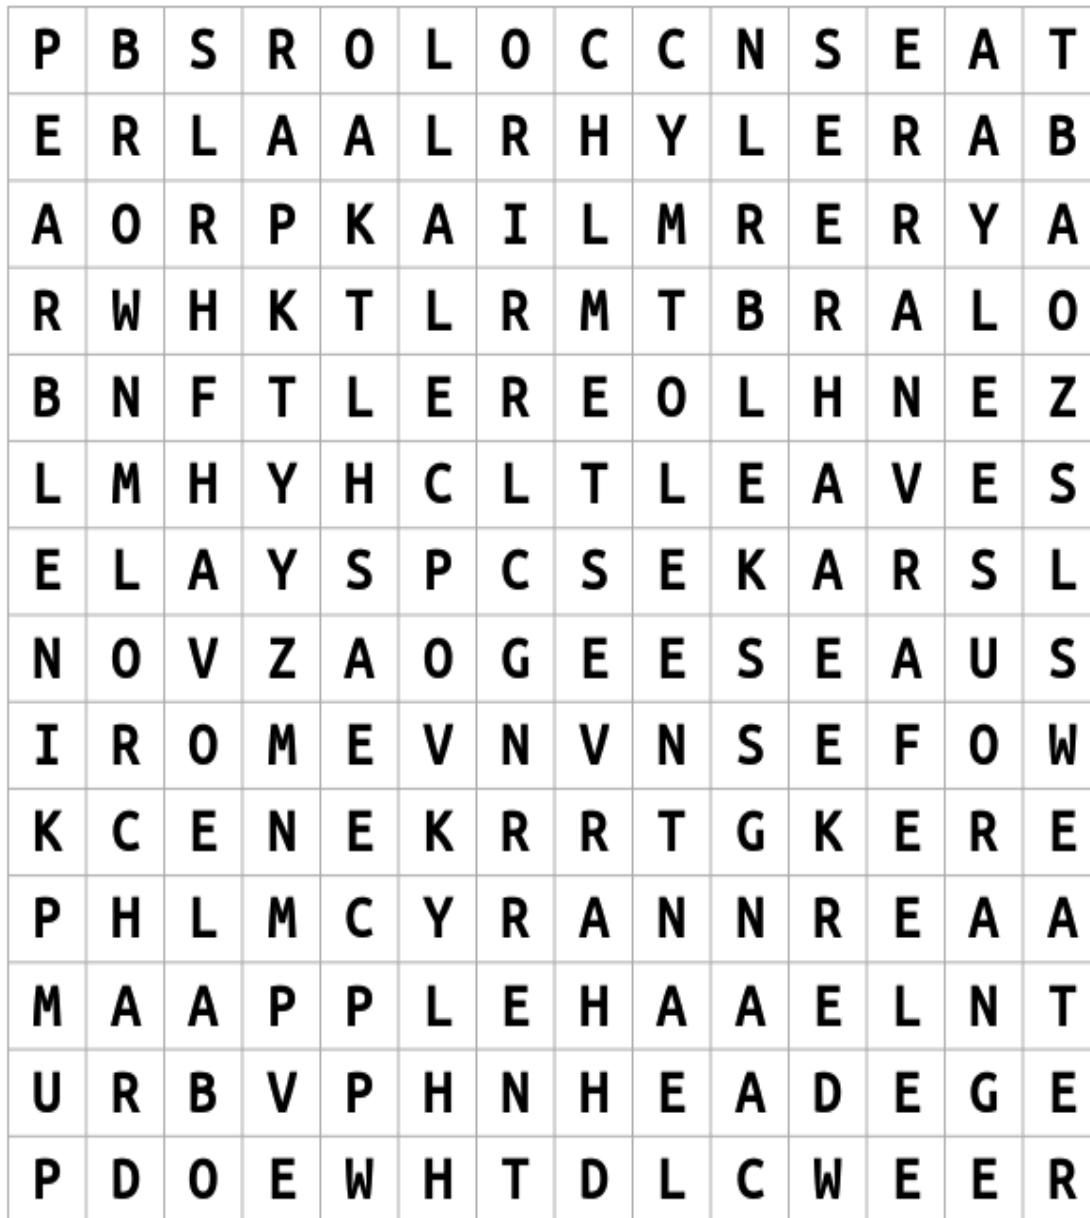 P B S R O L O C C N S E A T
E R L A A L R H Y L E R A B
A O R P K A I L M R E R Y A
R W H K T L R M T B R A L O
B N F T L E R E O L H N E Z
L M H Y H C L T L E A V E S
E L A Y S P C S E K A R S L
N O V Z A O G E E S E A U S
I R O M E V N V N S E F O W
K C E N E K R R T G K E R E
P H L M C Y R A N N R E A A
M A A P P L E H A A E L N T
U R B V P H N H E A D E G E
P D O E W H T D L C W E E R